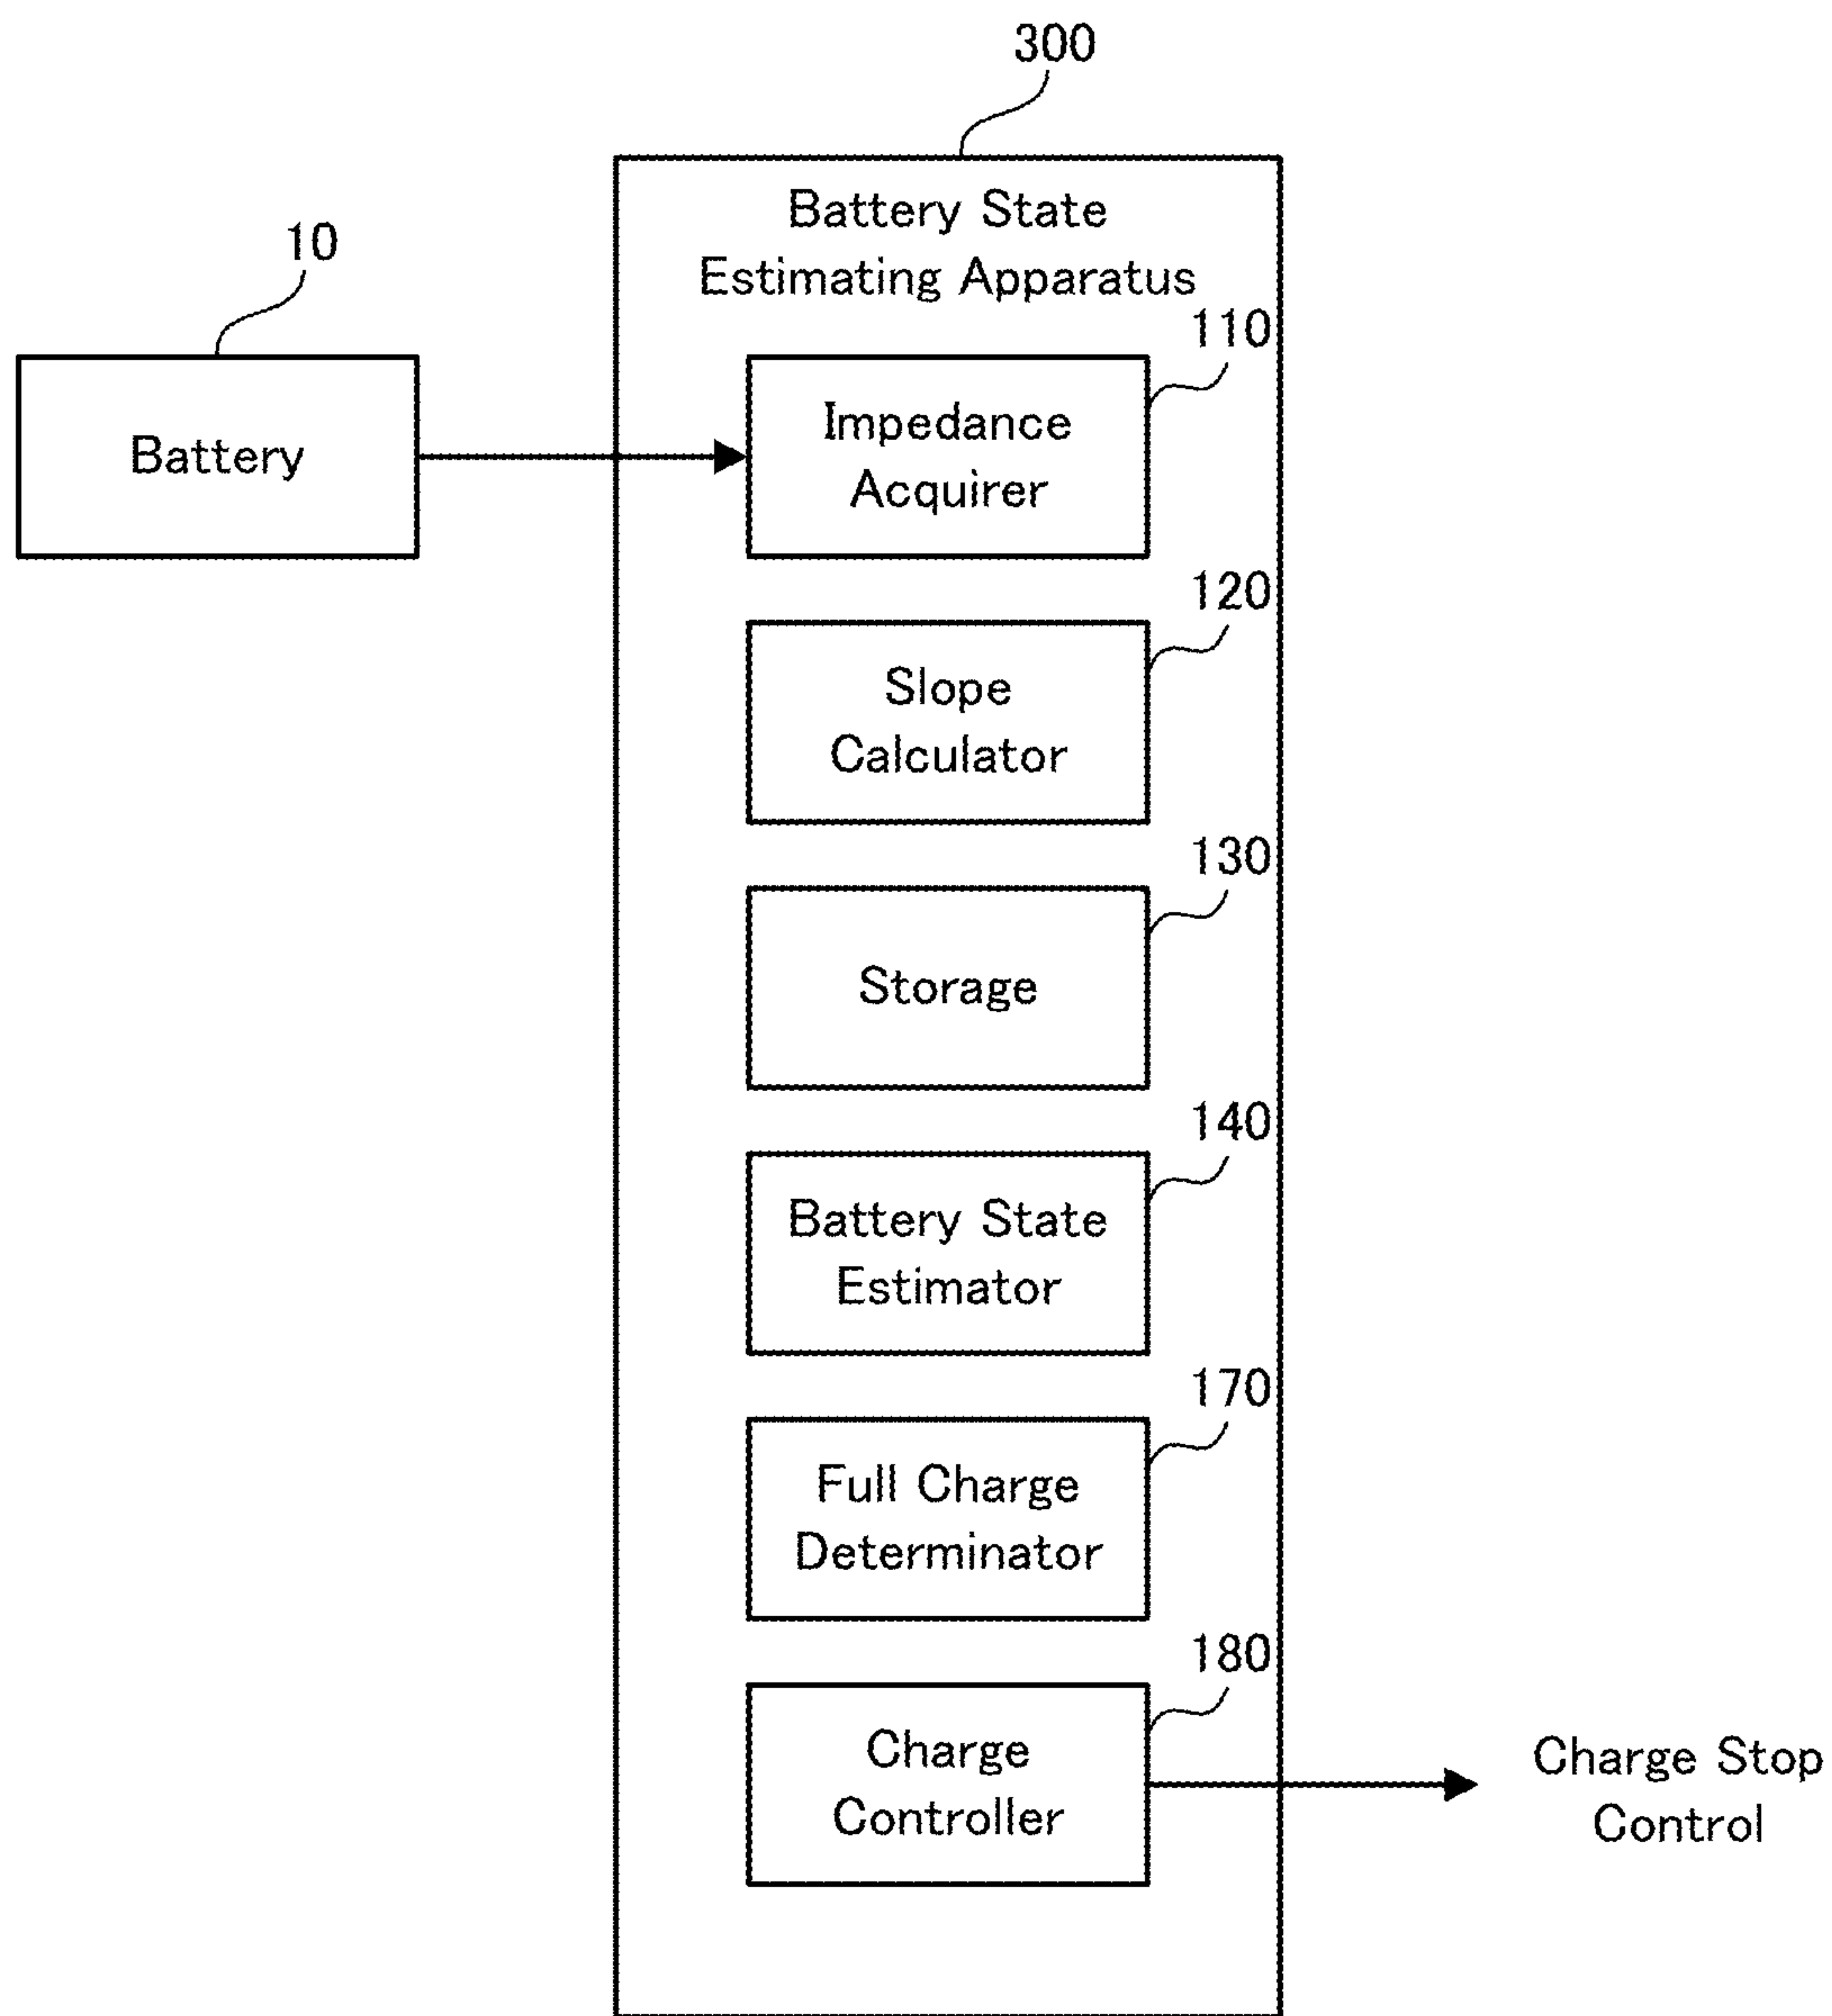 300
Battery State
Estimating Apparatus
10
Battery
110
Impedance
Acquirer
120
Slope
Calculator
130
Storage
140
Battery State
Estimator
170
Full Charge
Determinator
180
Charge
Controller
Charge Stop
Control